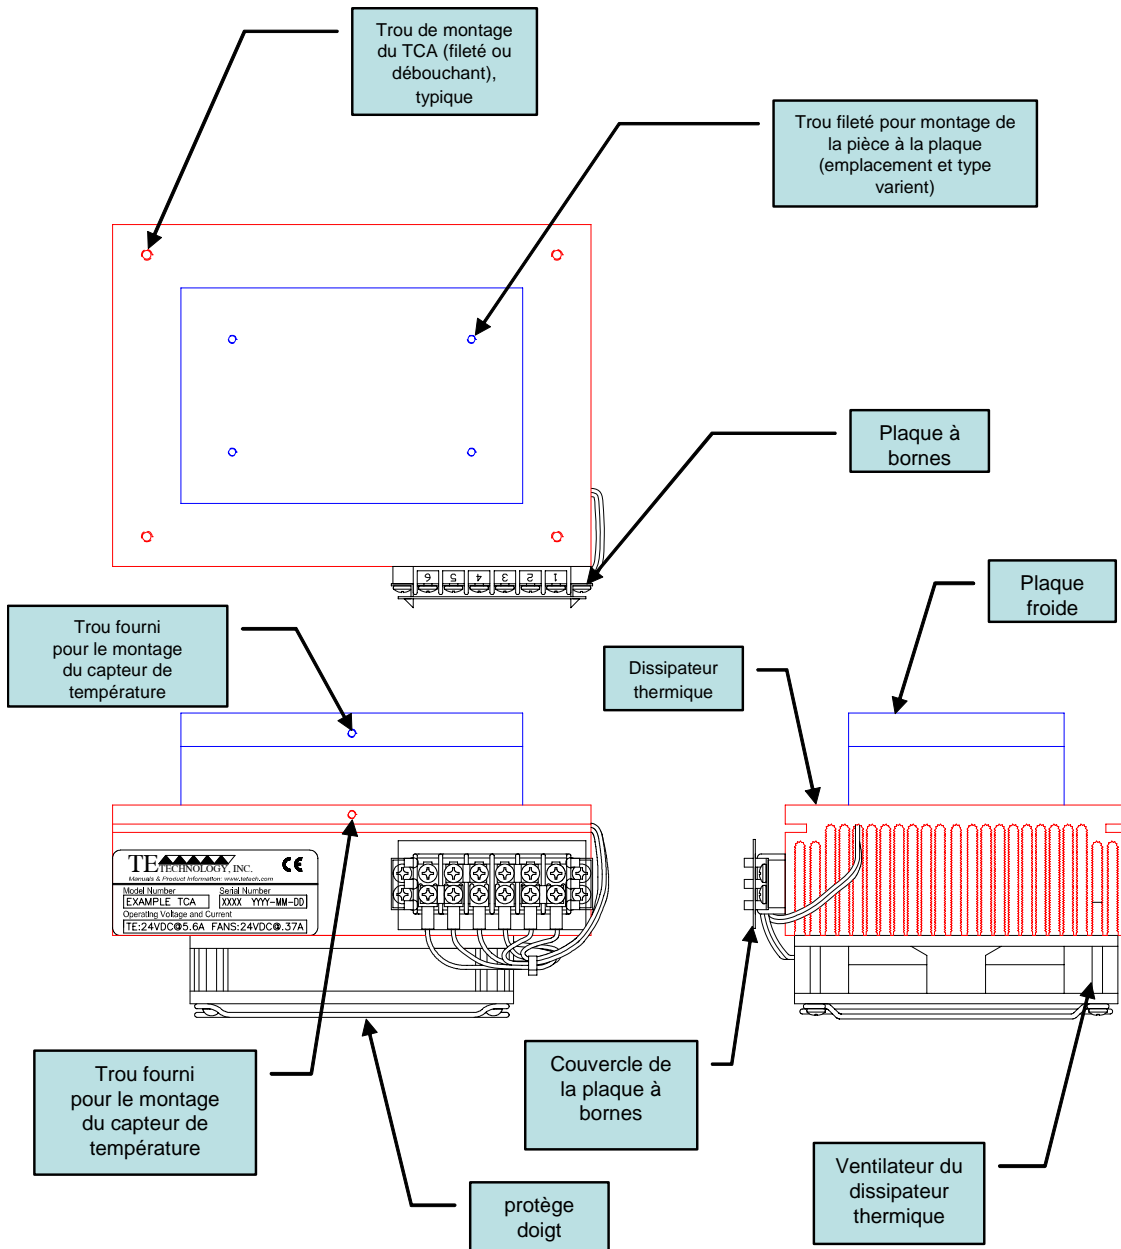 Trou de montage
du TCA (fileté ou
débouchant),
typique
Trou fileté pour montage de
la pièce à la plaque
(emplacement et type
varient)
Plaque à
bornes
6 5 4 3 2 1
Plaque
froide
Trou fourni
pour le montage
du capteur de
température
Dissipateur
thermique
TE TECHNOLOGY, INC.
CE
Manuals & Product Information: www.tetech.com
Model Number Serial Number
EXAMPLE TCA XXXX YYYY-MM-DD
Operating Voltage and Current
TE:24VDC@5.6A FANS:24VDC@.37A
Trou fourni
pour le montage
du capteur de
température
Couvercle de
la plaque à
bornes
Ventilateur du
dissipateur
thermique
protège
doigt